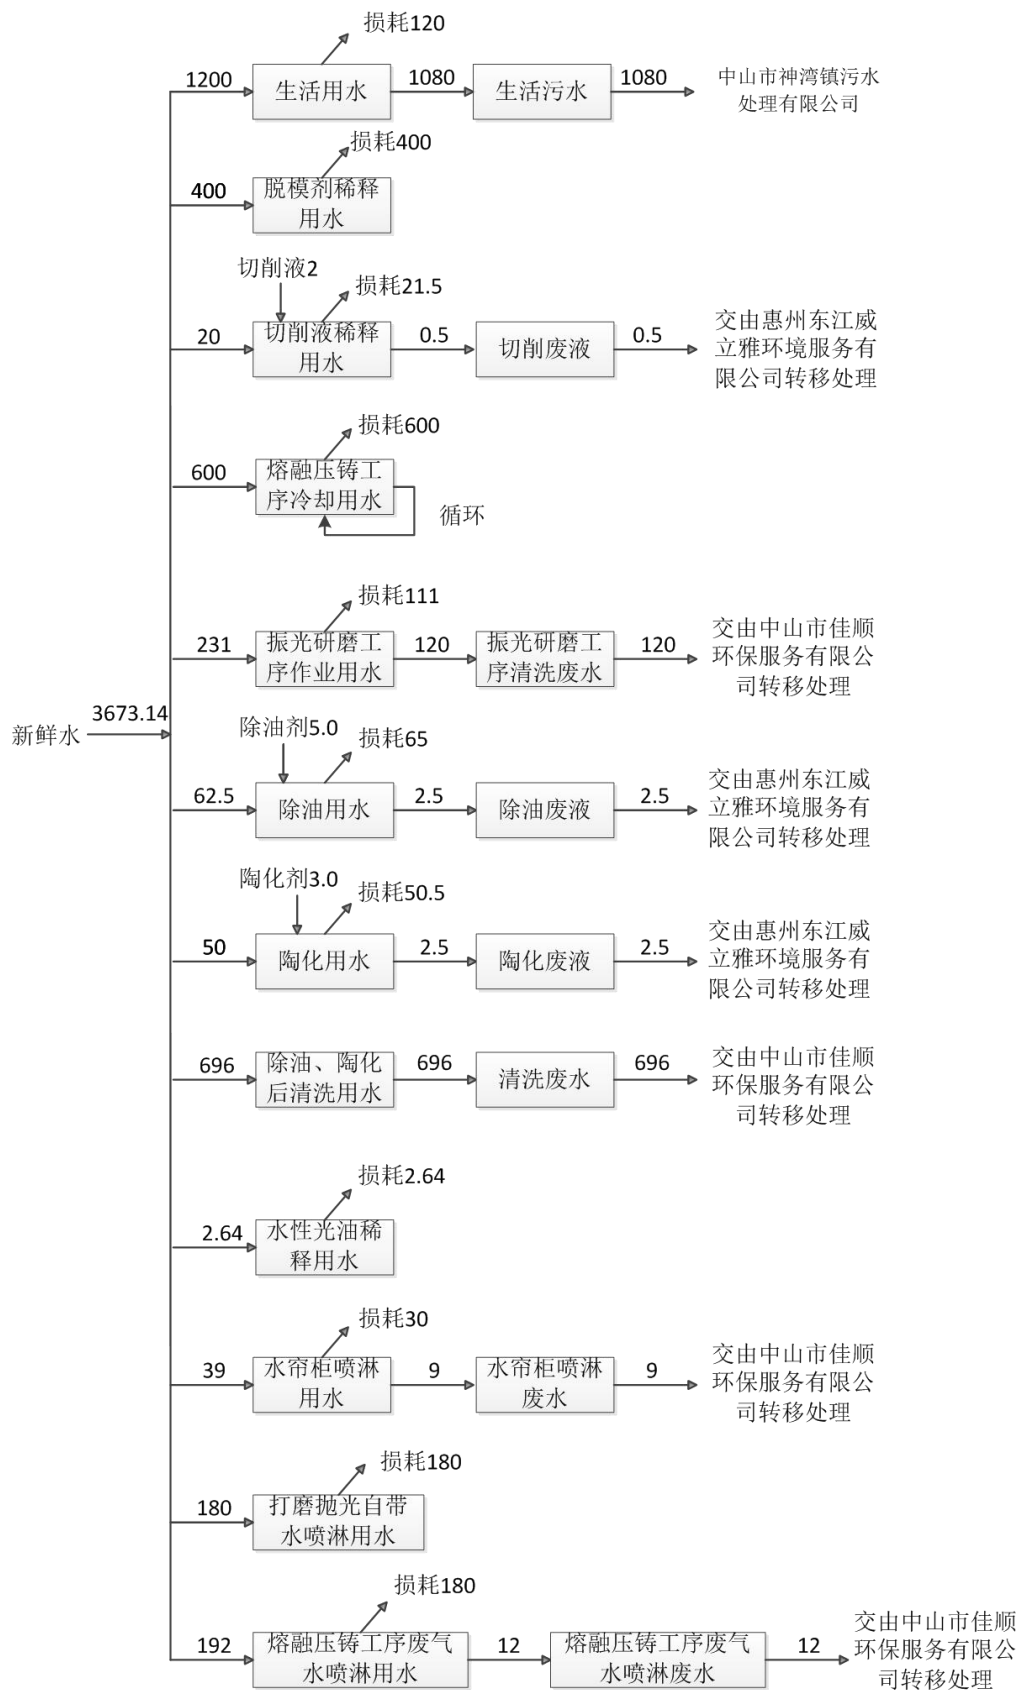 损耗120
1200
生活用水
1080
生活污水
1080
中山市神湾镇污水
处理有限公司
损耗400
400
脱模剂稀释
用水
切削液2
损耗21.5
20
切削液稀释
用水
0.5
切削废液
0.5
交由惠州东江威
立雅环境服务有
限公司转移处理
损耗600
600
熔融压铸工
序冷却用水
循环
损耗111
231
振光研磨工
序作业用水
120
振光研磨工
序清洗废水
120
交由中山市佳顺
环保服务有限公
司转移处理
新鲜水
3673.14
除油剂5.0
损耗65
62.5
除油用水
2.5
除油废液
2.5
交由惠州东江威
立雅环境服务有
限公司转移处理
陶化剂3.0
损耗50.5
50
陶化用水
2.5
陶化废液
2.5
交由惠州东江威
立雅环境服务有
限公司转移处理
696
除油、陶化
后清洗用水
696
清洗废水
696
交由中山市佳顺
环保服务有限公
司转移处理
损耗2.64
2.64
水性光油稀
释用水
损耗30
39
水帘柜喷淋
用水
9
水帘柜喷淋
废水
9
交由中山市佳顺
环保服务有限公
司转移处理
损耗180
180
打磨抛光自带
水喷淋用水
损耗180
192
熔融压铸工序废气
水喷淋用水
12
熔融压铸工序废气
水喷淋废水
12
交由中山市佳顺
环保服务有限公
司转移处理